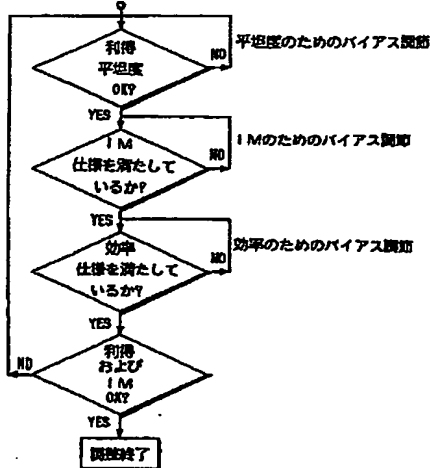 利得
平坦度
OK?
NO
平坦度のためのバイアス調節
YES
IM
仕様を満たして
いるか?
NO
IMのためのバイアス調節
YES
効率
仕様を満たして
いるか?
NO
効率のためのバイアス調節
YES
利得
および
IM
OK?
NO
YES
調整終了